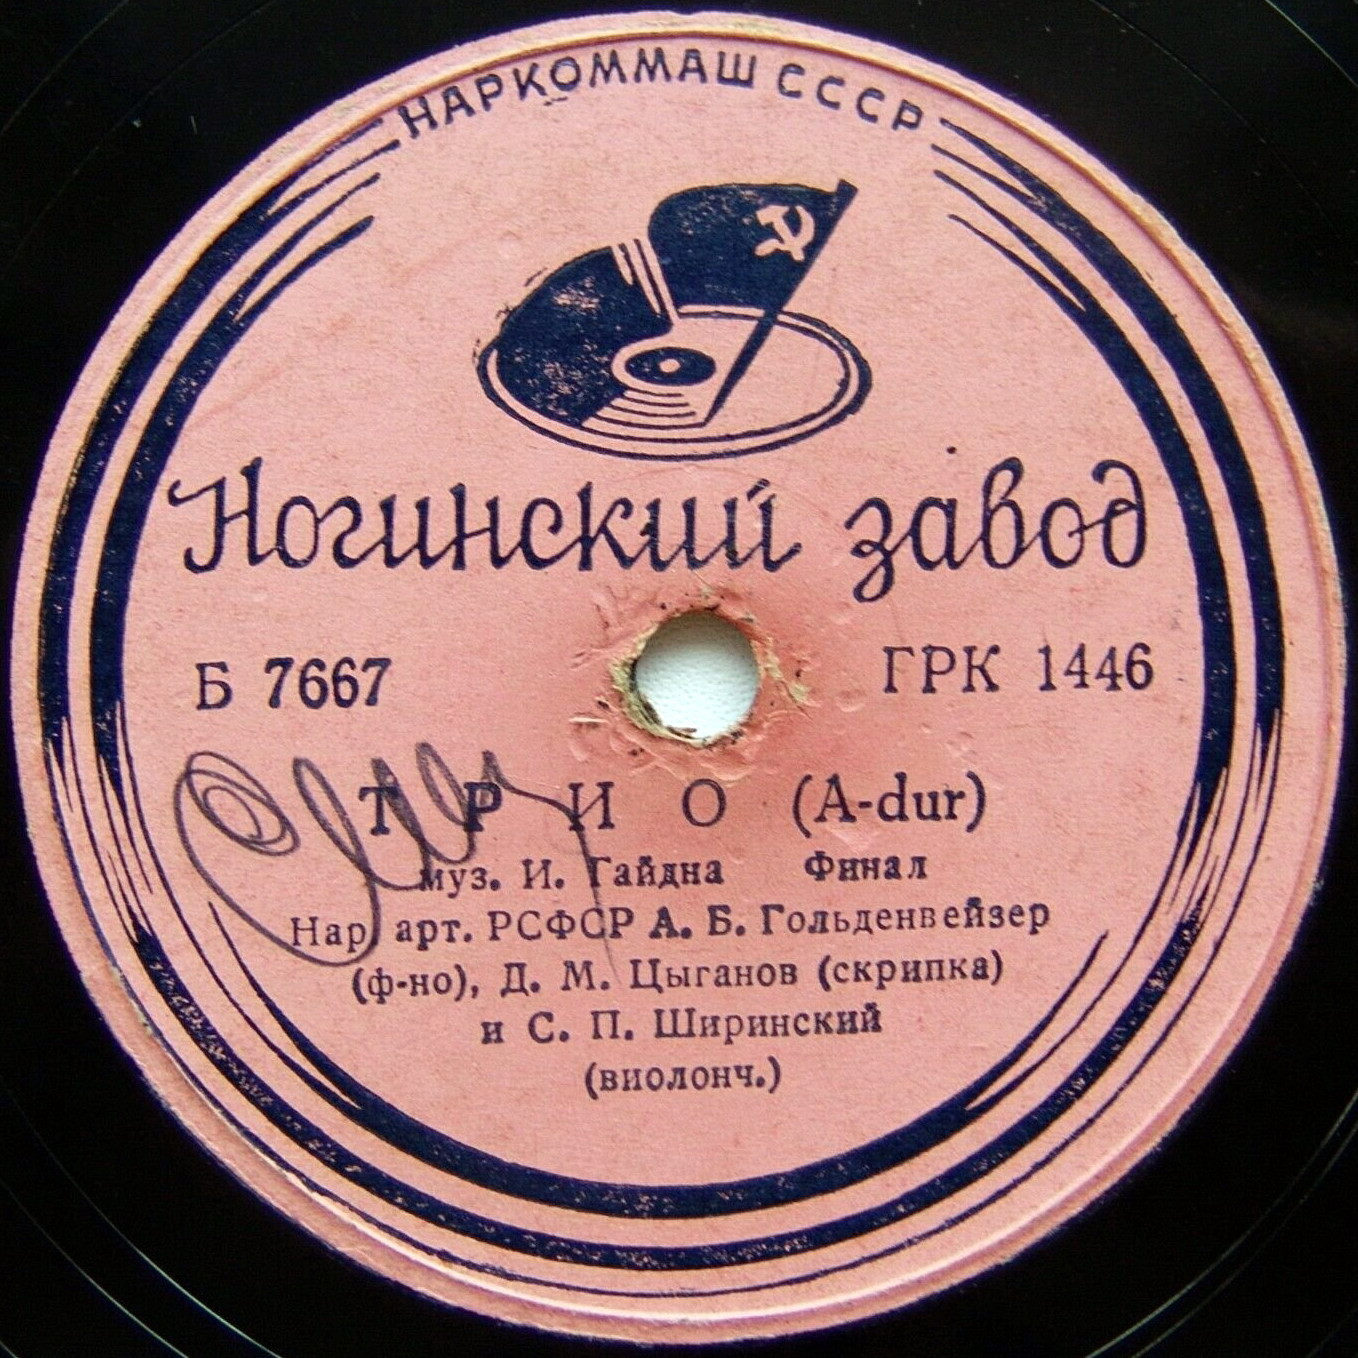 НАРКОММАШ СССР
Ногинский завод
Б 7667 ГРК 1446
ТРИО (A-dur)
муз. И. Гайдна Финал
Нар. арт. РСФСР А. Б. Гольденвейзер
(ф-но), Д. М. Цыганов (скрипка)
и С. П. Ширинский
(виолонч.)